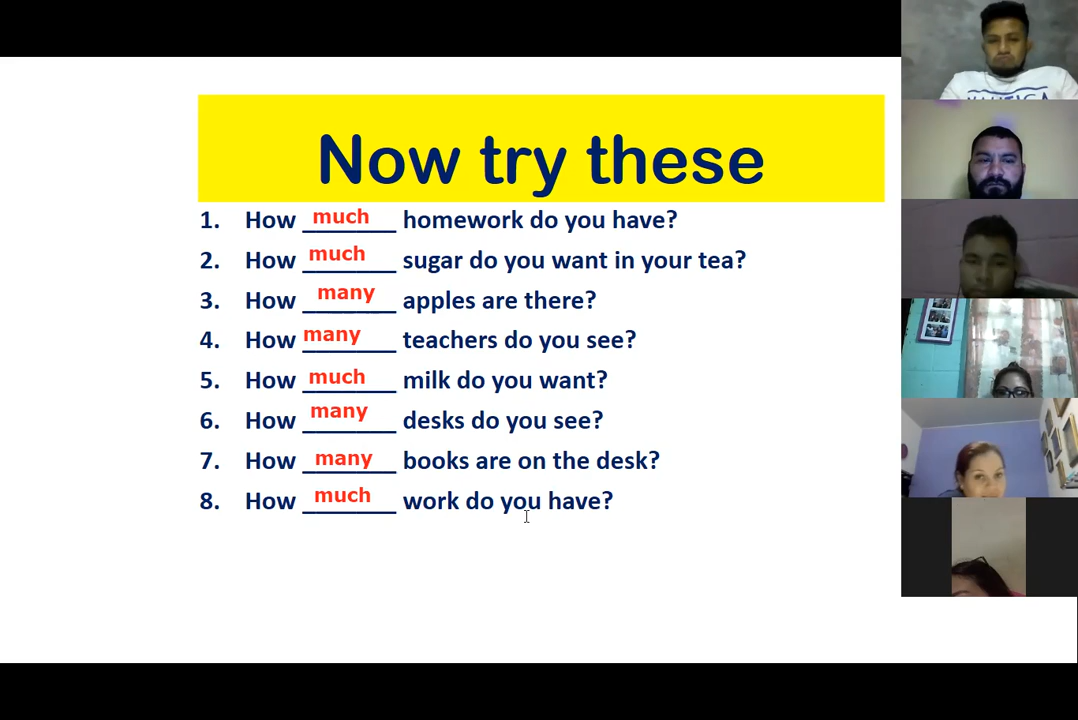 Now try these
1. How much homework do you have?
2. How much sugar do you want in your tea?
3. How many apples are there?
4. How many teachers do you see?
5. How much milk do you want?
6. How many desks do you see?
7. How many books are on the desk?
8. How much work do you have?